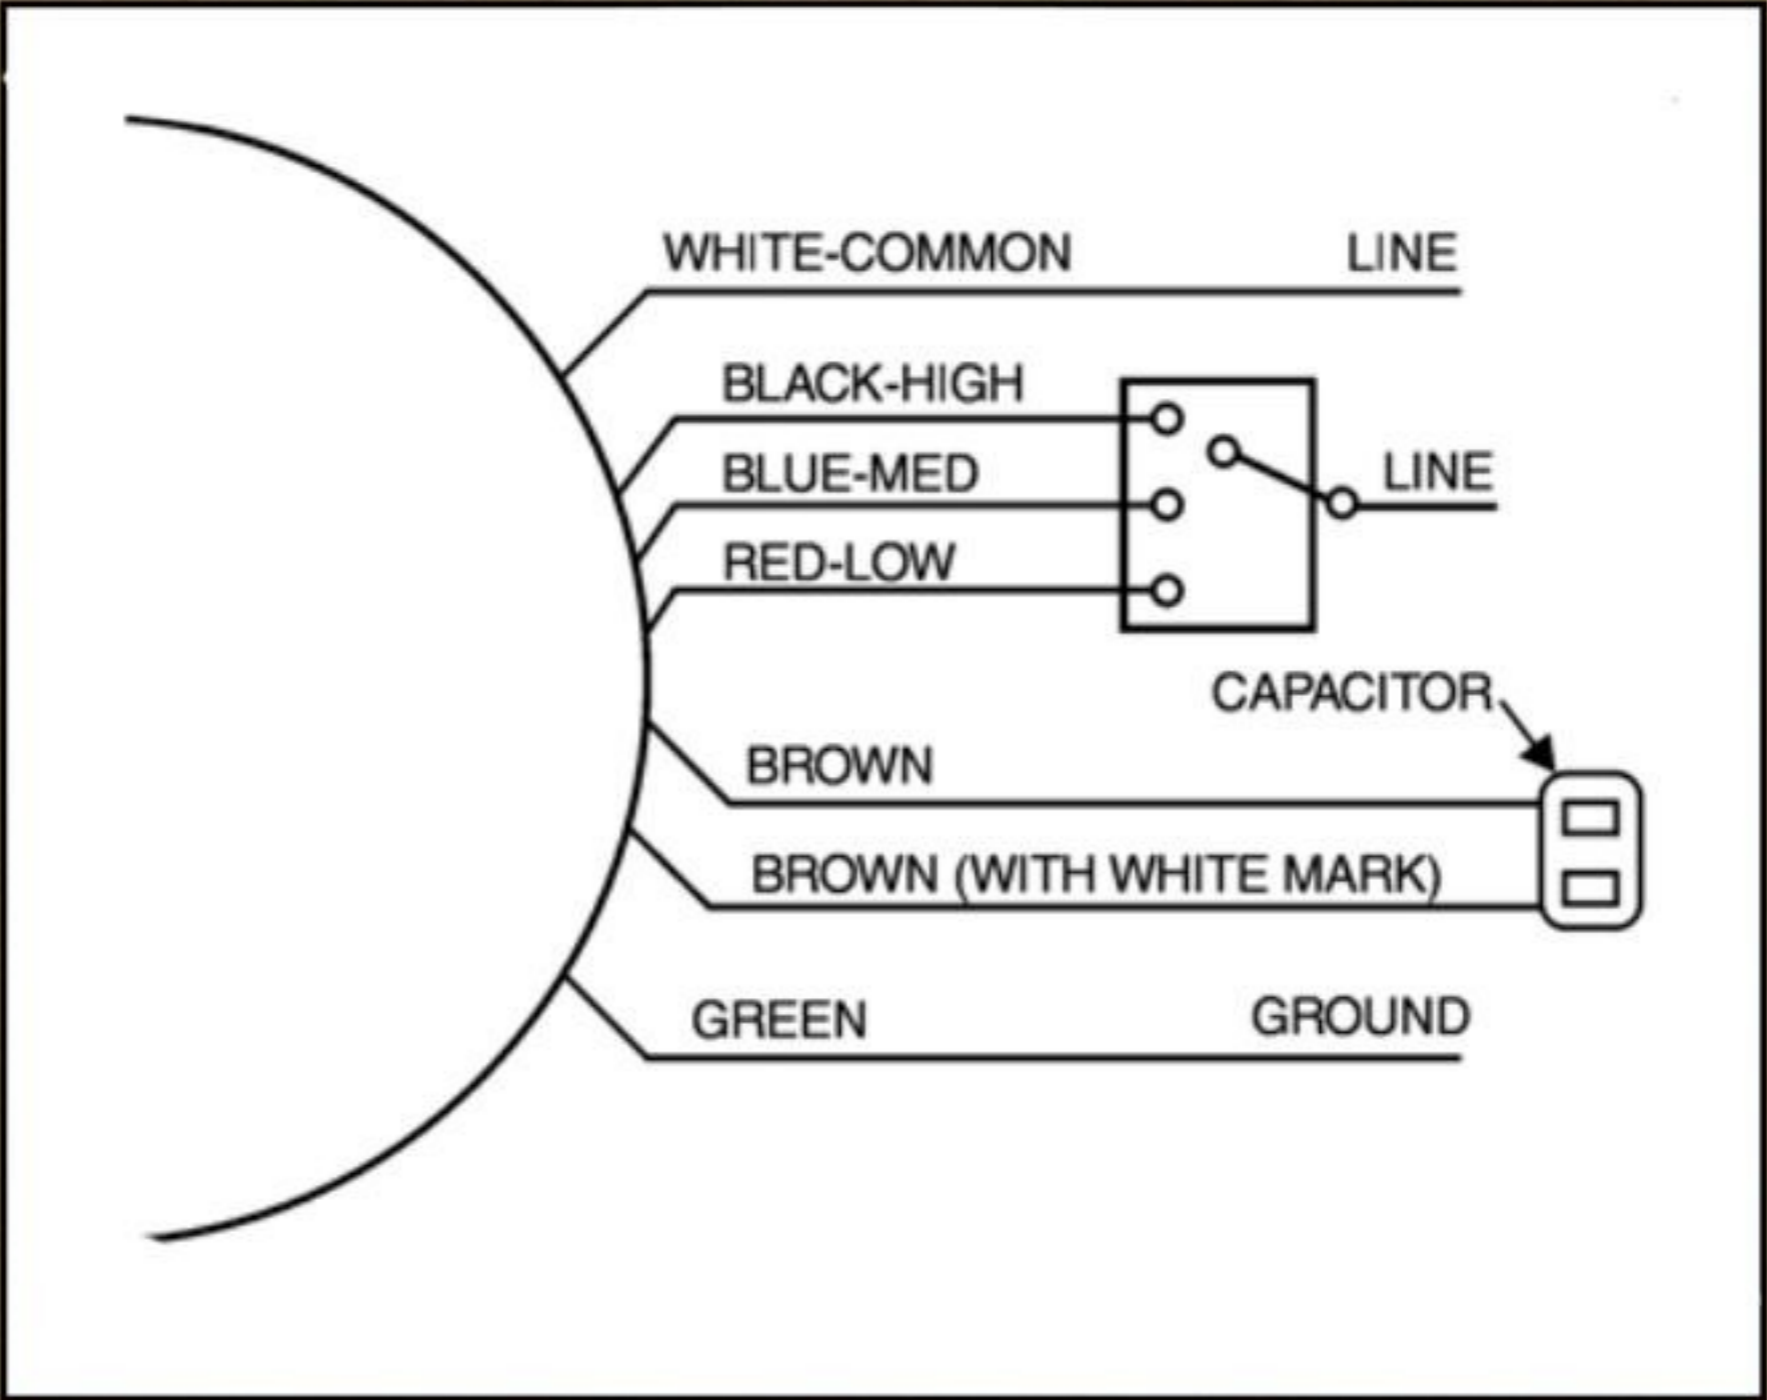 WHITE-COMMON LINE
BLACK-HIGH
BLUE-MED LINE
RED-LOW
CAPACITOR
BROWN
BROWN (WITH WHITE MARK)
GREEN GROUND